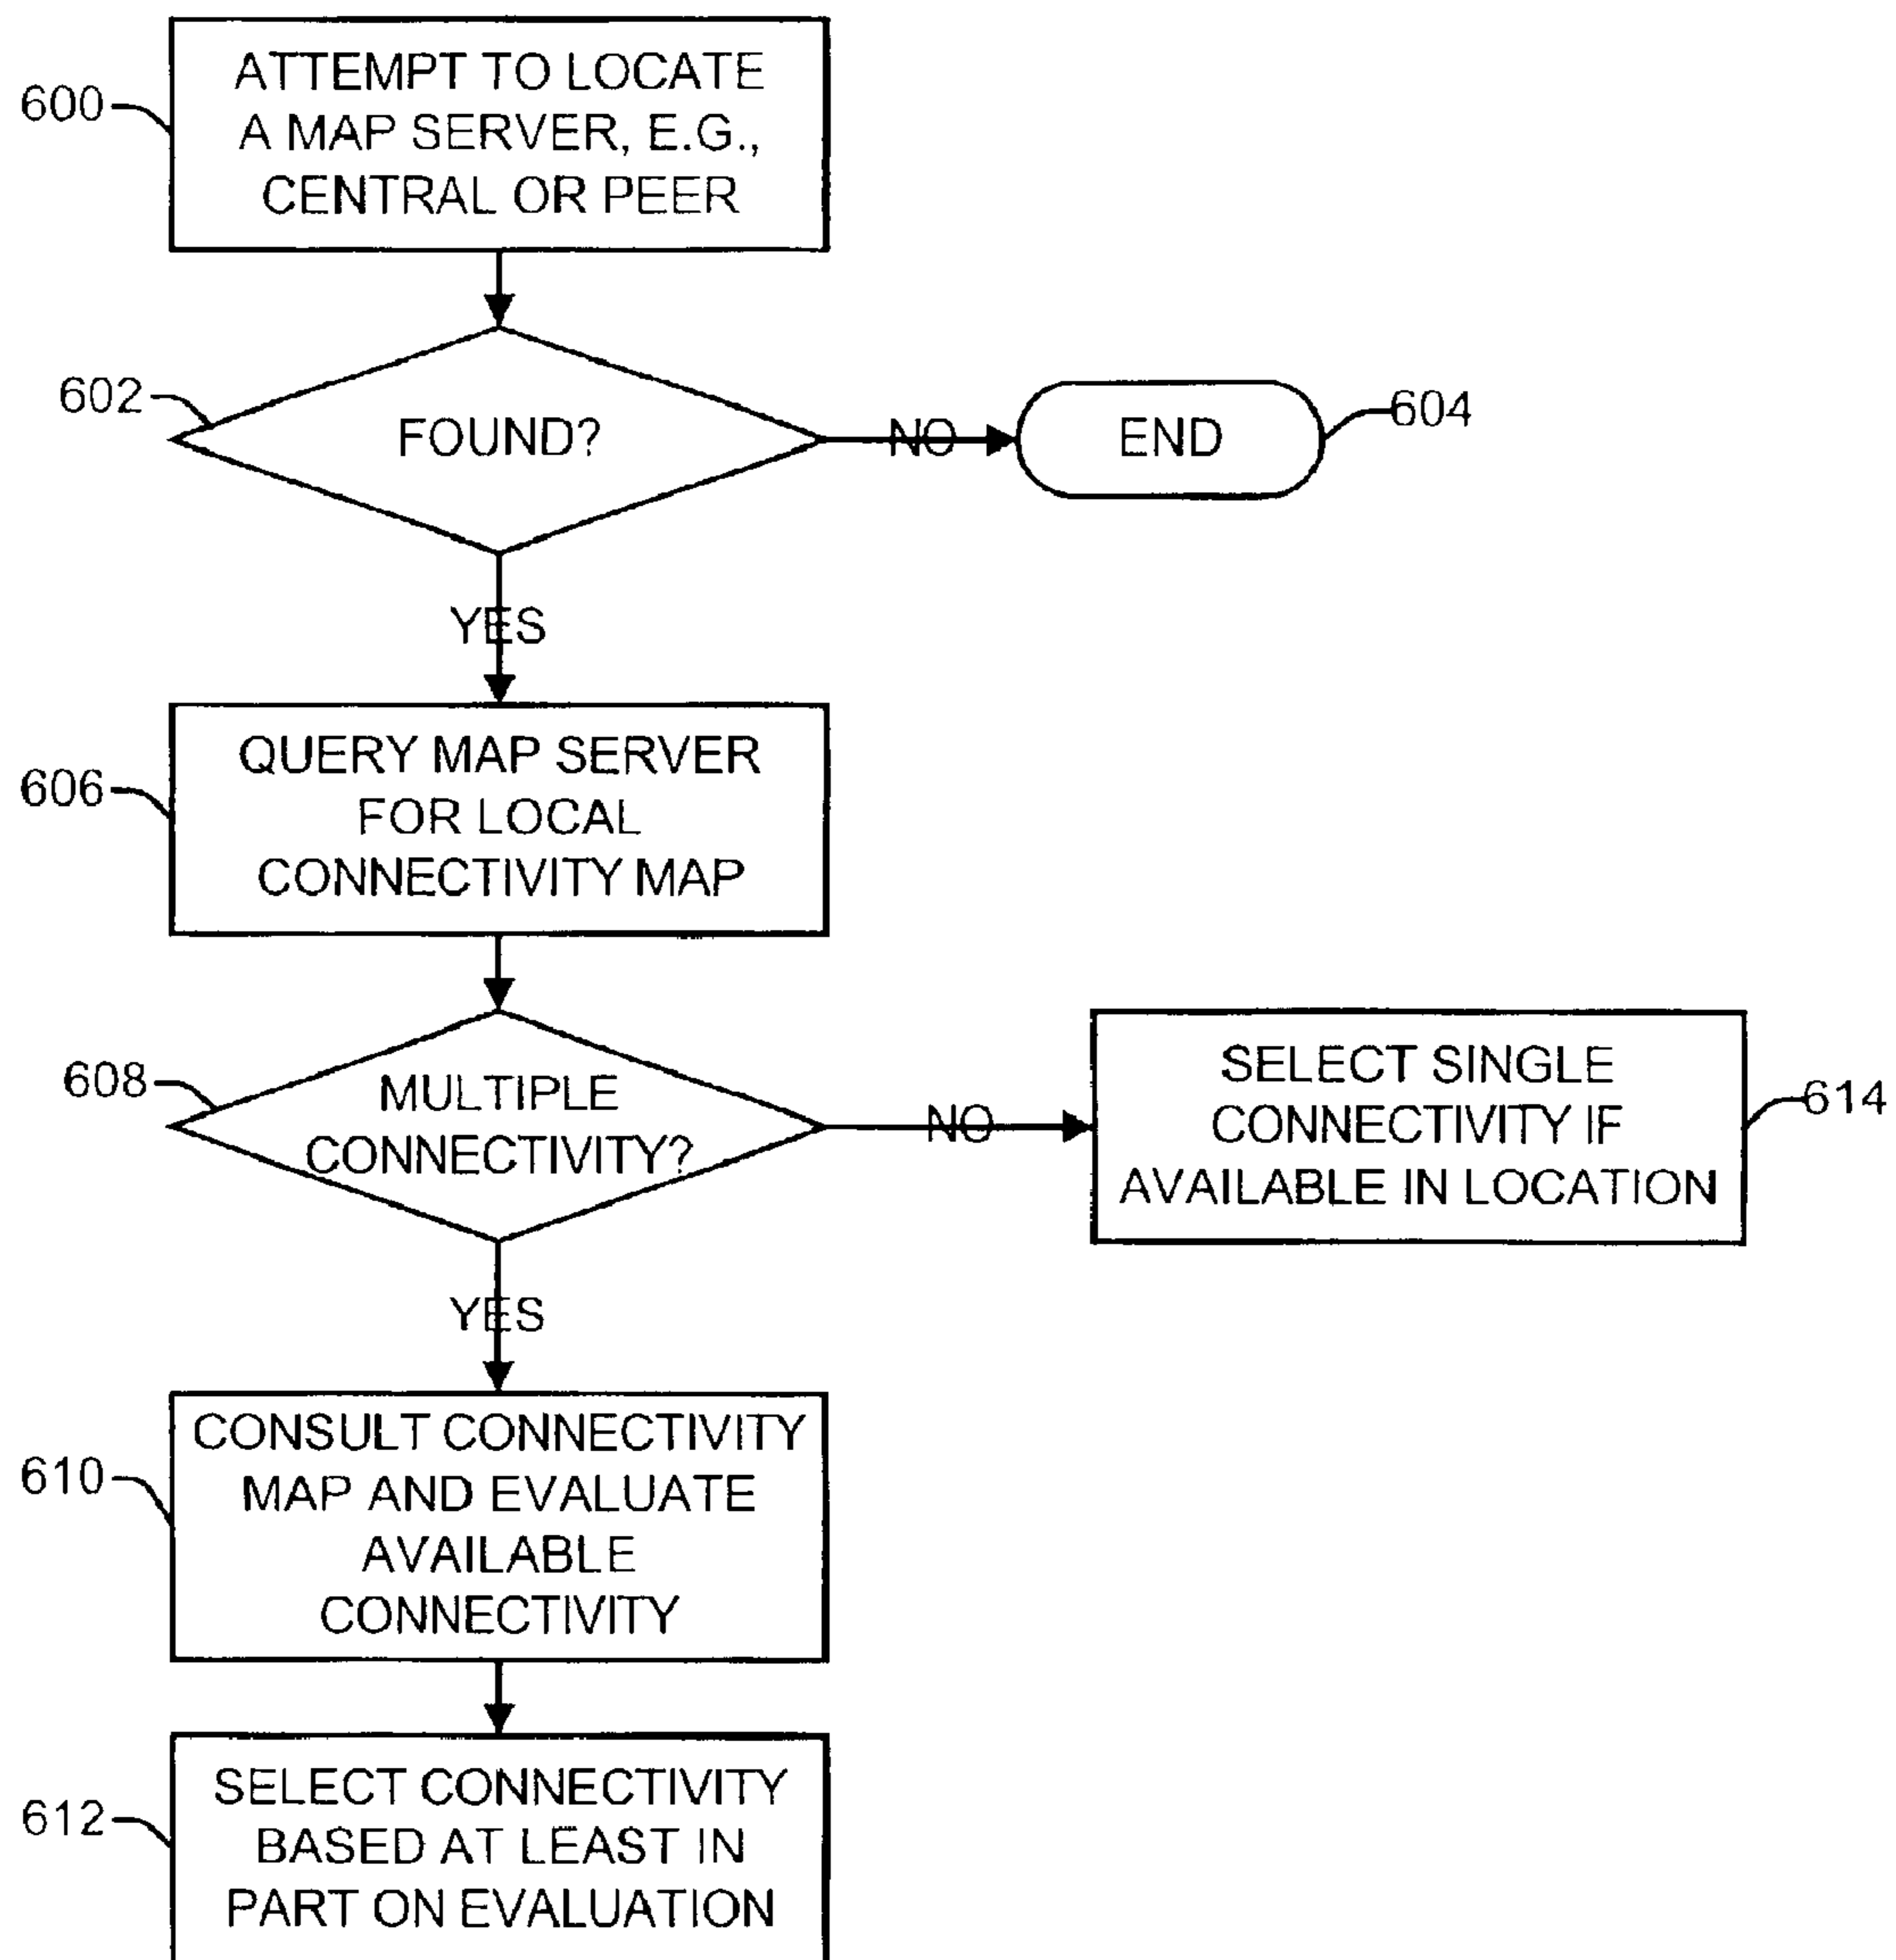 600
ATTEMPT TO LOCATE
A MAP SERVER, E.G.,
CENTRAL OR PEER
602
FOUND?
NO
END
604
YES
606
QUERY MAP SERVER
FOR LOCAL
CONNECTIVITY MAP
608
MULTIPLE
CONNECTIVITY?
NO
SELECT SINGLE
CONNECTIVITY IF
AVAILABLE IN LOCATION
614
YES
610
CONSULT CONNECTIVITY
MAP AND EVALUATE
AVAILABLE
CONNECTIVITY
612
SELECT CONNECTIVITY
BASED AT LEAST IN
PART ON EVALUATION